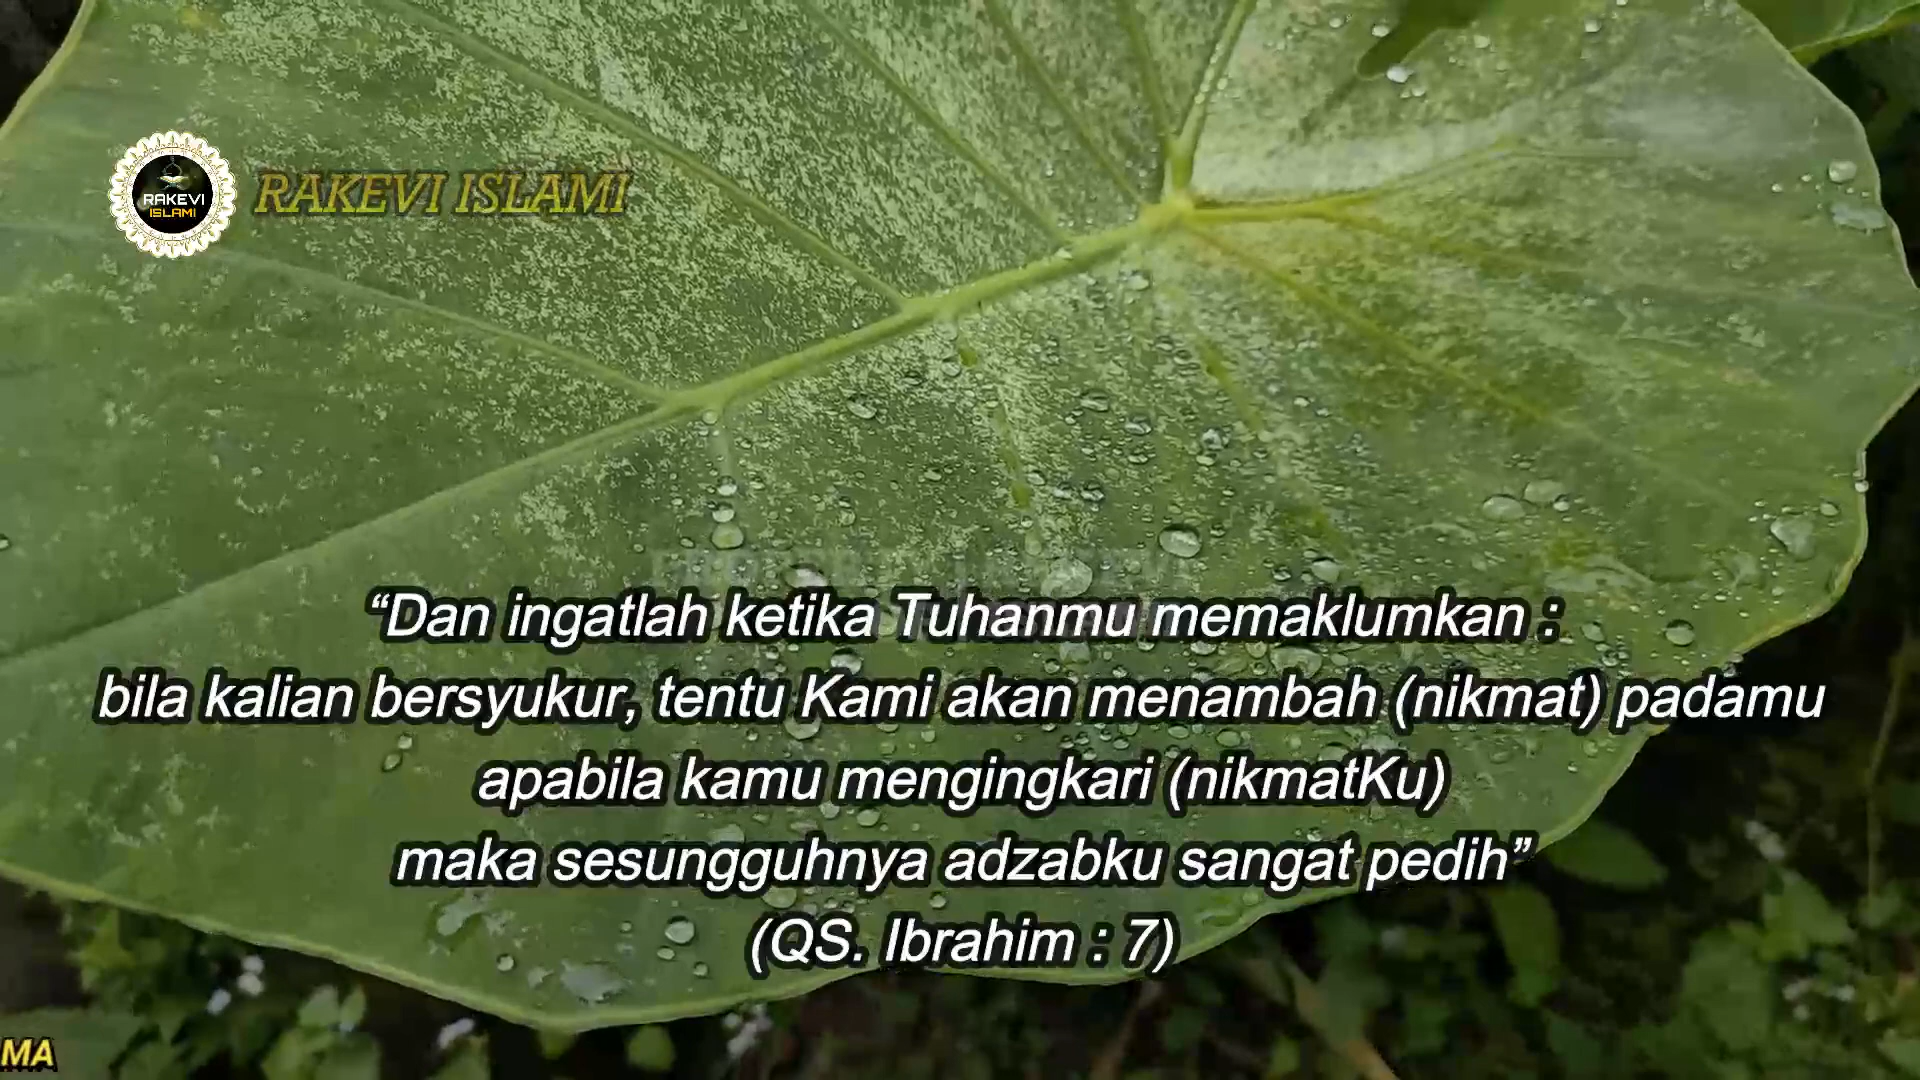 RAKEVI
ISLAMI
RAKEVI ISLAMI
“Dan ingatlah ketika Tuhanmu memaklumkan :
bila kalian bersyukur, tentu Kami akan menambah (nikmat) padamu
apabila kamu mengingkari (nikmatKu)
maka sesungguhnya adzabku sangat pedih”
(QS. Ibrahim : 7)
MA